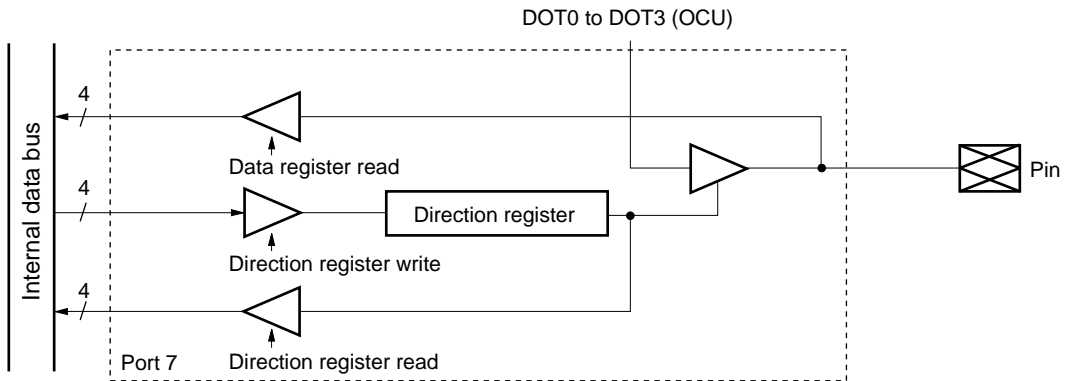 DOT0 to DOT3 (OCU)
4
Data register read
Pin
4
Direction register
Internal data bus
Direction register write
4
Port 7
Direction register read